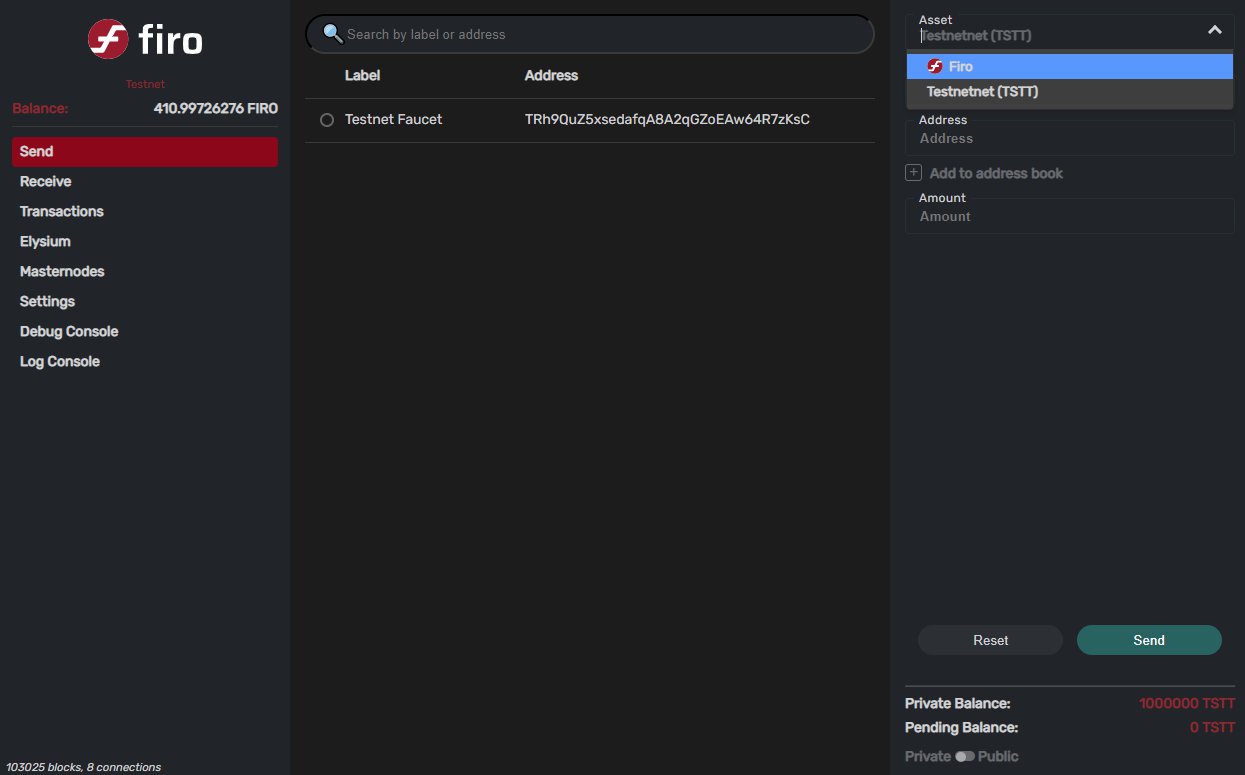 firo
Testnet
Balance: 410.99726276 FIRO
Send
Receive
Transactions
Elysium
Masternodes
Settings
Debug Console
Log Console
103025 blocks, 8 connections
Search by label or address
Label Address
Testnet Faucet TRh9QuZ5xsedafqA8A2qGZoEAw64R7zKsC
Asset
Testnetnet (TSTT)
Firo
Testnetnet (TSTT)
Address
Address
Add to address book
Amount
Amount
Reset Send
Private Balance: 1000000 TSTT
Pending Balance: 0 TSTT
Private Public